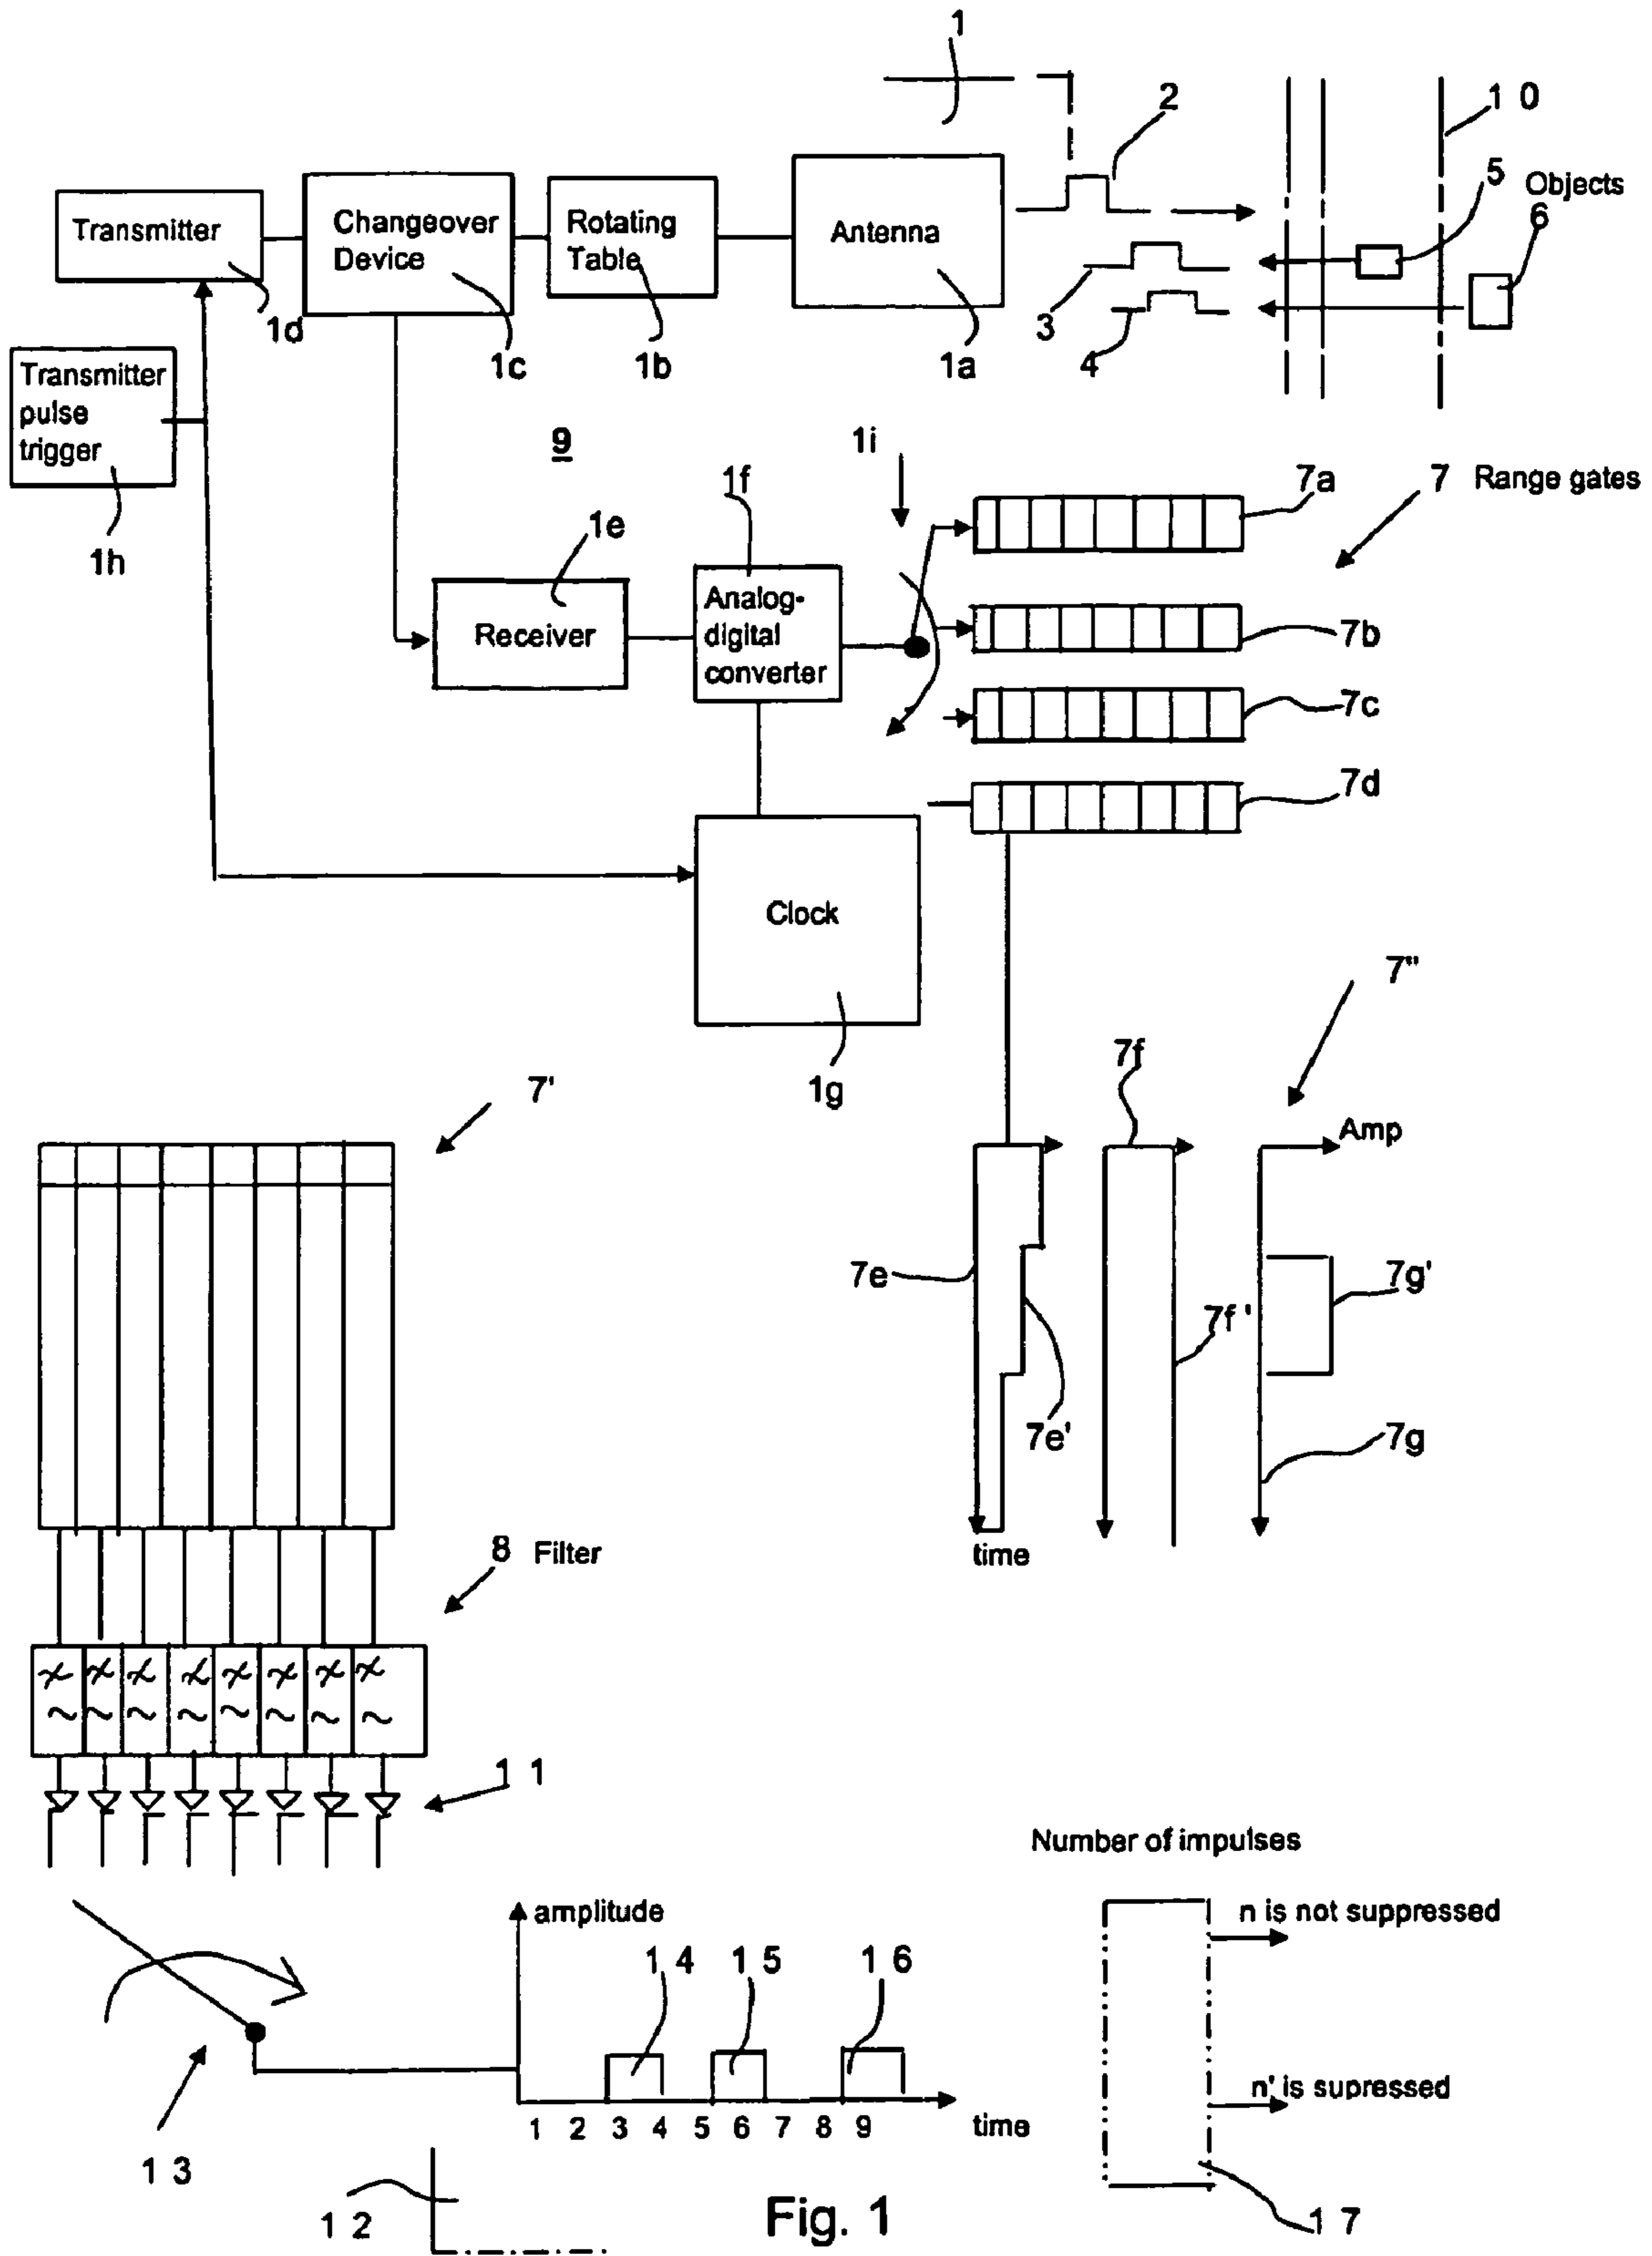 1
2
1 0
5
Objects
6
Transmitter
Changeover
Device
Rotating
Table
Antenna
1d
1c
1b
1a
3
4
Transmitter
pulse
trigger
1h
9
1i
1f
1e
7a
7 Range gates
Receiver
Analog-
digital
converter
7b
7c
7d
Clock
1g
7"
7f
7'
Amp
7e
7g'
7f '
7e'
7g
time
8 Filter
1 1
Number of impulses
amplitude
n is not suppressed
1 4
1 5
1 6
n' is supressed
1 2 3 4 5 6 7 8 9
time
1 3
1 2
Fig. 1
1 7